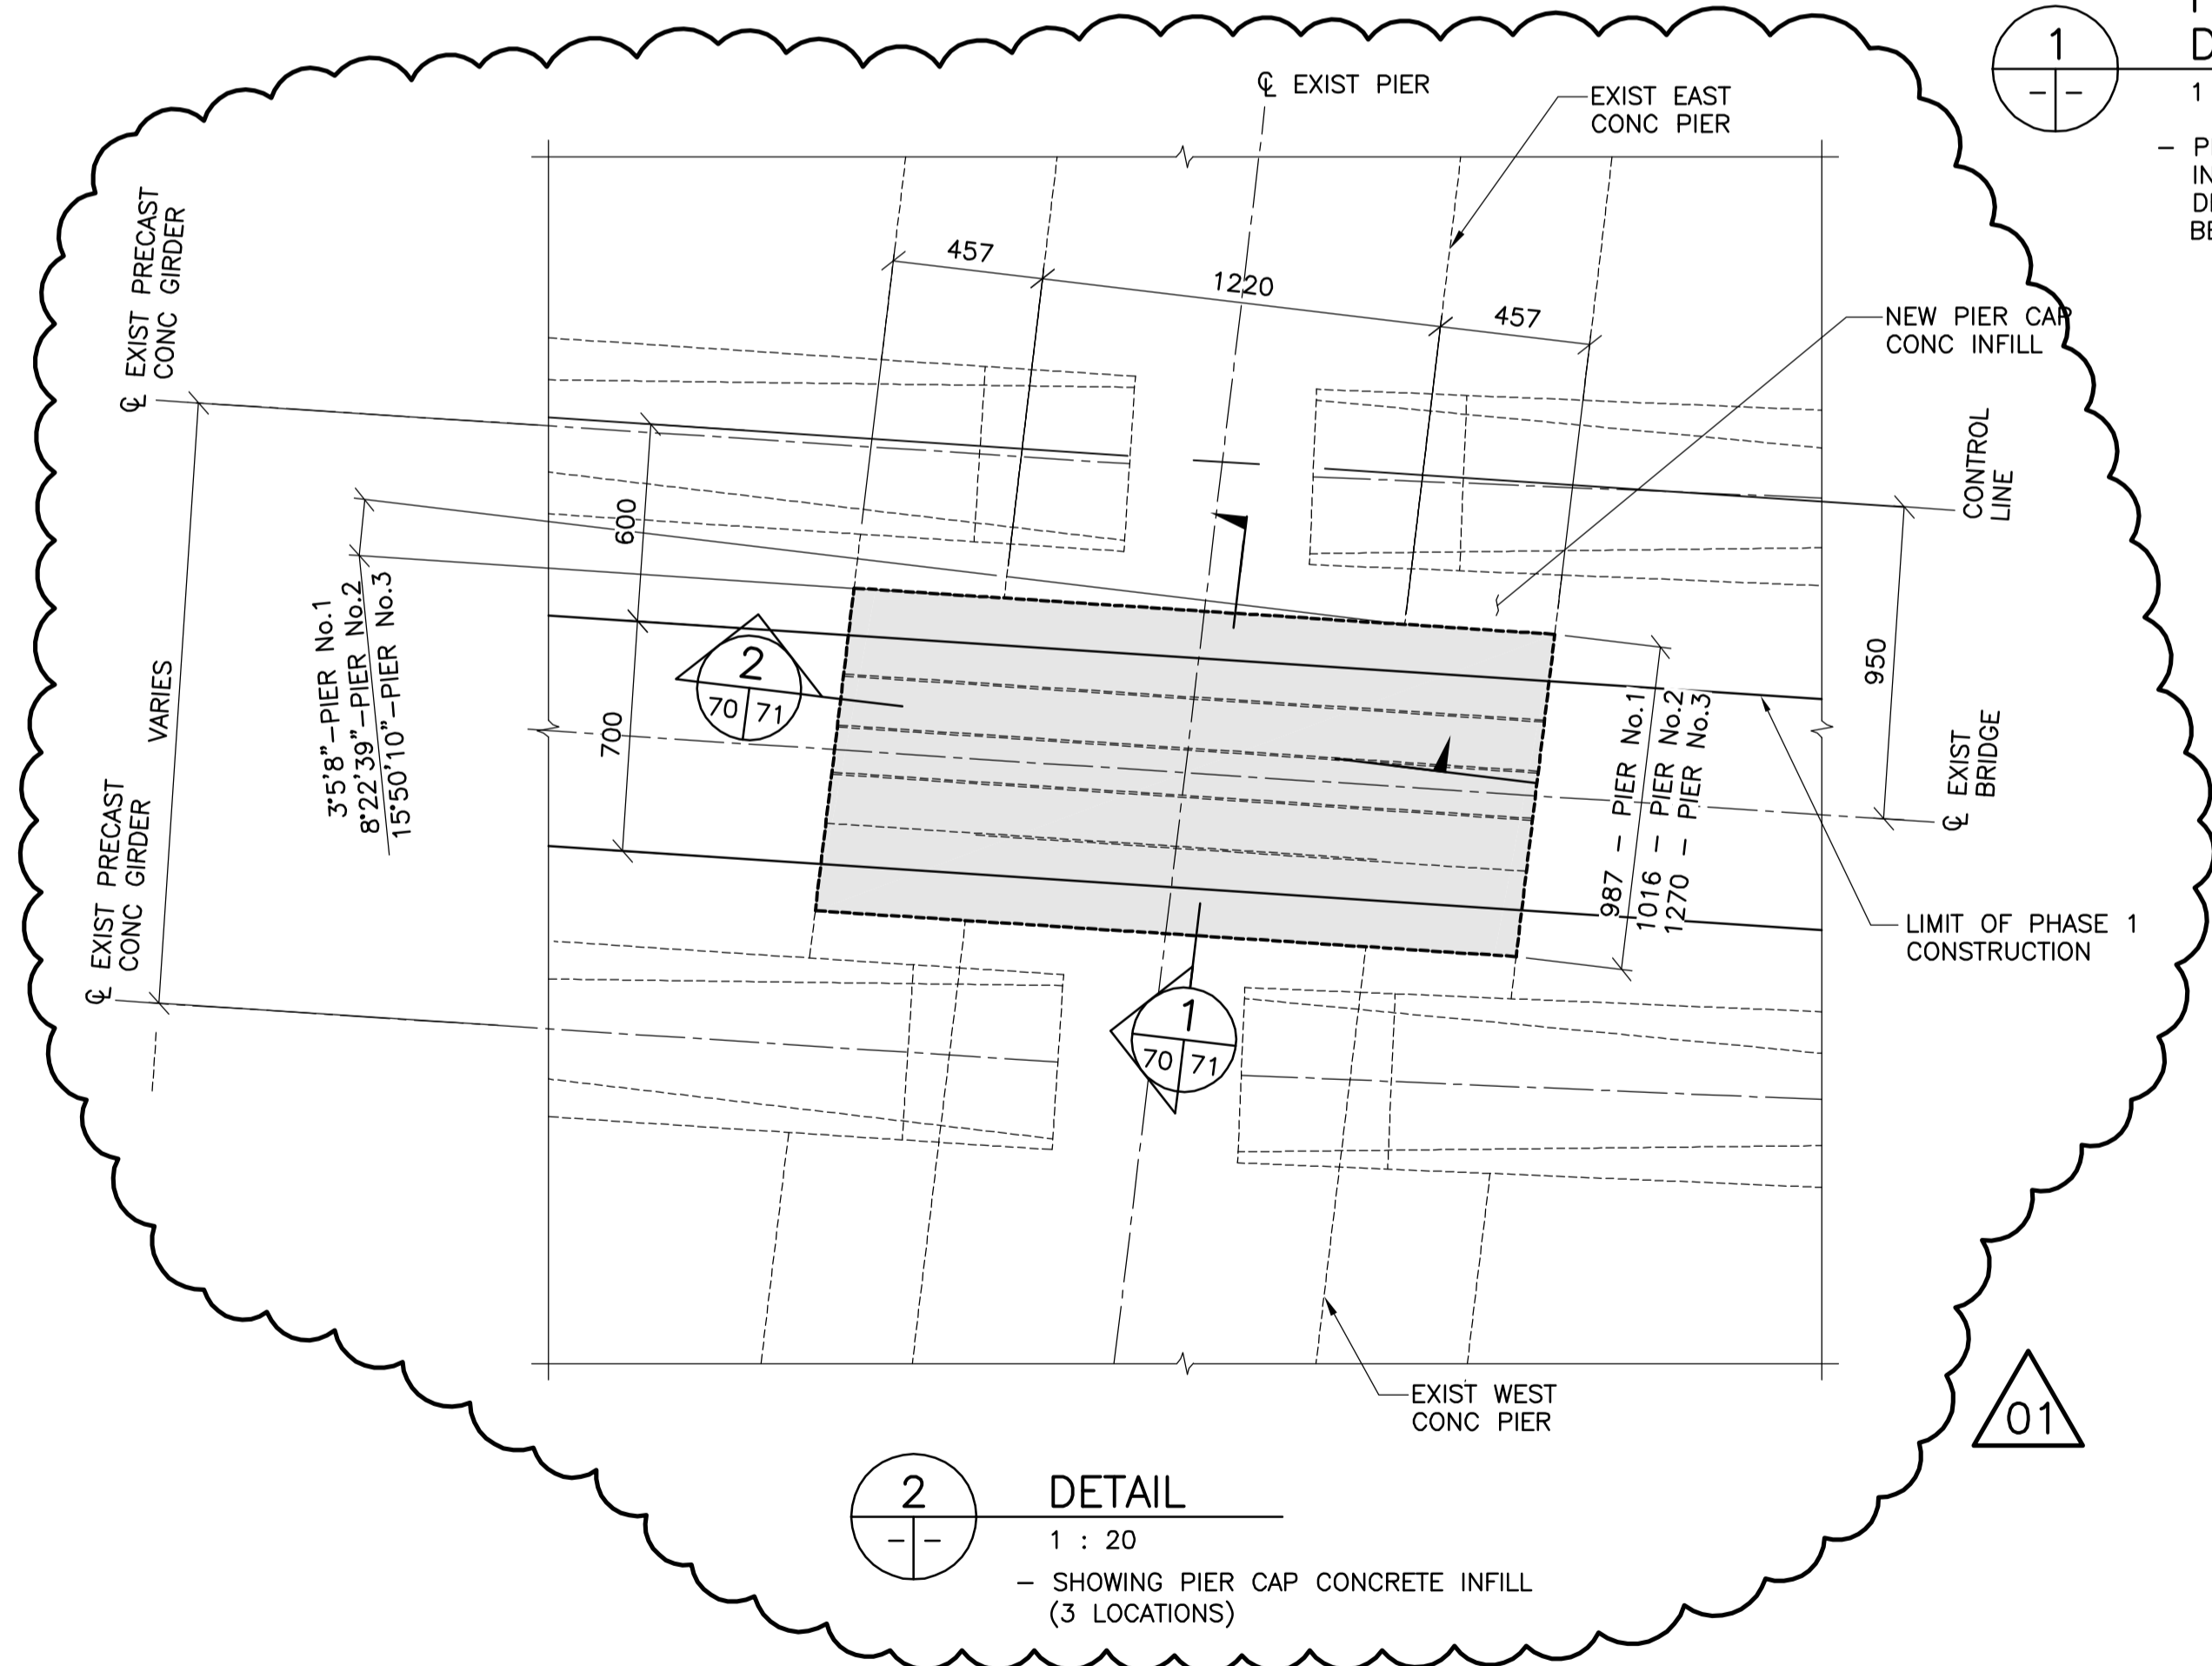 ℄ EXIST PIER
EXIST EAST
CONC PIER
1
- -
D
1
- P
IN
BE
℄ EXIST PRECAST
CONC GIRDER
457
1220
457
NEW PIER CAP
CONC INFILL
CONTROL
LINE
600
3°5'8"-PIER No.1
8°22'39"-PIER No.2
15°50'10"-PIER No.3
VARIES
700
2
70 71
950
987 - PIER No.1
1016 - PIER No.2
1270 - PIER No.3
℄ EXIST
BRIDGE
℄ EXIST PRECAST
CONC GIRDER
LIMIT OF PHASE 1
CONSTRUCTION
1
70 71
EXIST WEST
CONC PIER
01
2
- -
DETAIL
1 : 20
- SHOWING PIER CAP CONCRETE INFILL
(3 LOCATIONS)